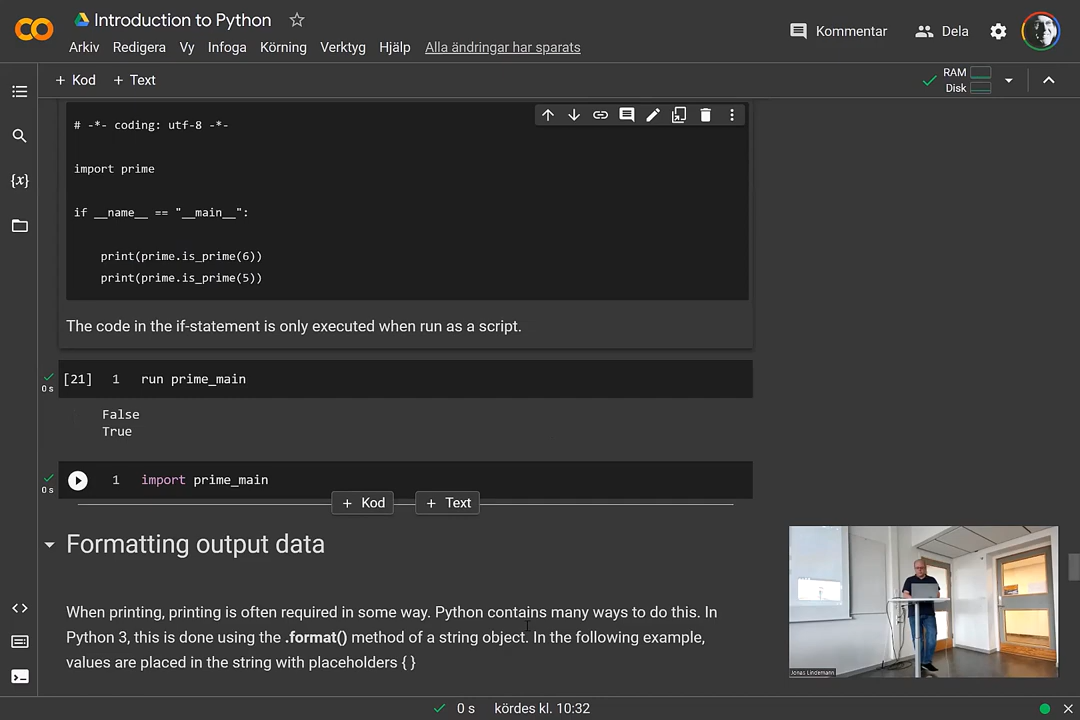 CO Introduction to Python
Arkiv Redigera Vy Infoga Körning Verktyg Hjälp Alla ändringar har sparats
Kommentar Dela
+ Kod + Text
RAM
Disk
# -*- coding: utf-8 -*-
import prime
if __name__ == "__main__":
print(prime.is_prime(6))
print(prime.is_prime(5))
The code in the if-statement is only executed when run as a script.
0 s [21] 1 run prime_main
False
True
0 s 1 import prime_main
+ Kod + Text
Formatting output data
When printing, printing is often required in some way. Python contains many ways to do this. In
Python 3, this is done using the .format() method of a string object. In the following example,
values are placed in the string with placeholders { }
Jonas Lindemann
0 s kördes kl. 10:32